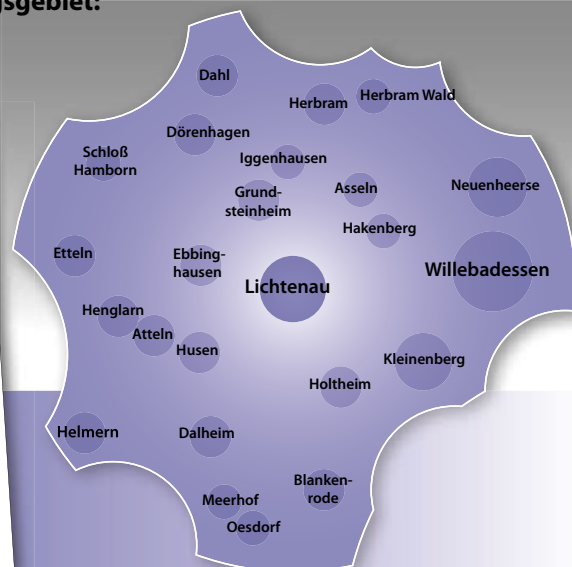 sgebiet:
Dahl
Herbram
Herbram Wald
Dörenhagen
Schloß
Hamborn
Iggenhausen
Grund-
steinheim
Asseln
Neuenheerse
Hakenberg
Etteln
Ebbing-
hausen
Lichtenau
Willebadessen
Henglarn
Atteln
Husen
Kleinenberg
Holtheim
Helmern
Dalheim
Blanken-
rode
Meerhof
Oesdorf